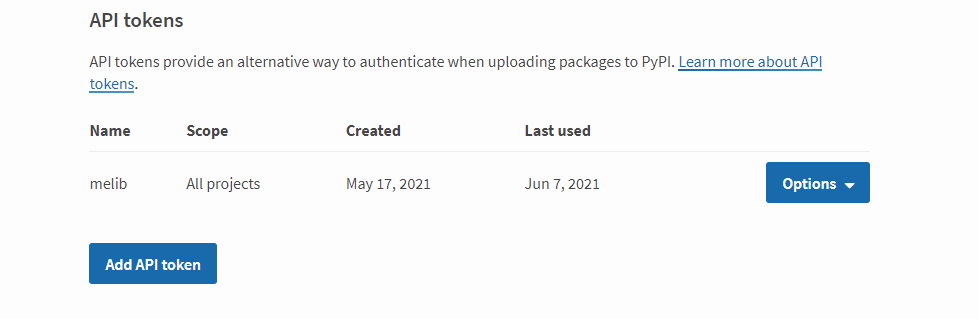 API tokens
API tokens provide an alternative way to authenticate when uploading packages to PyPI. Learn more about API
tokens.
Name Scope Created Last used
melib All projects May 17, 2021 Jun 7, 2021 Options
Add API token